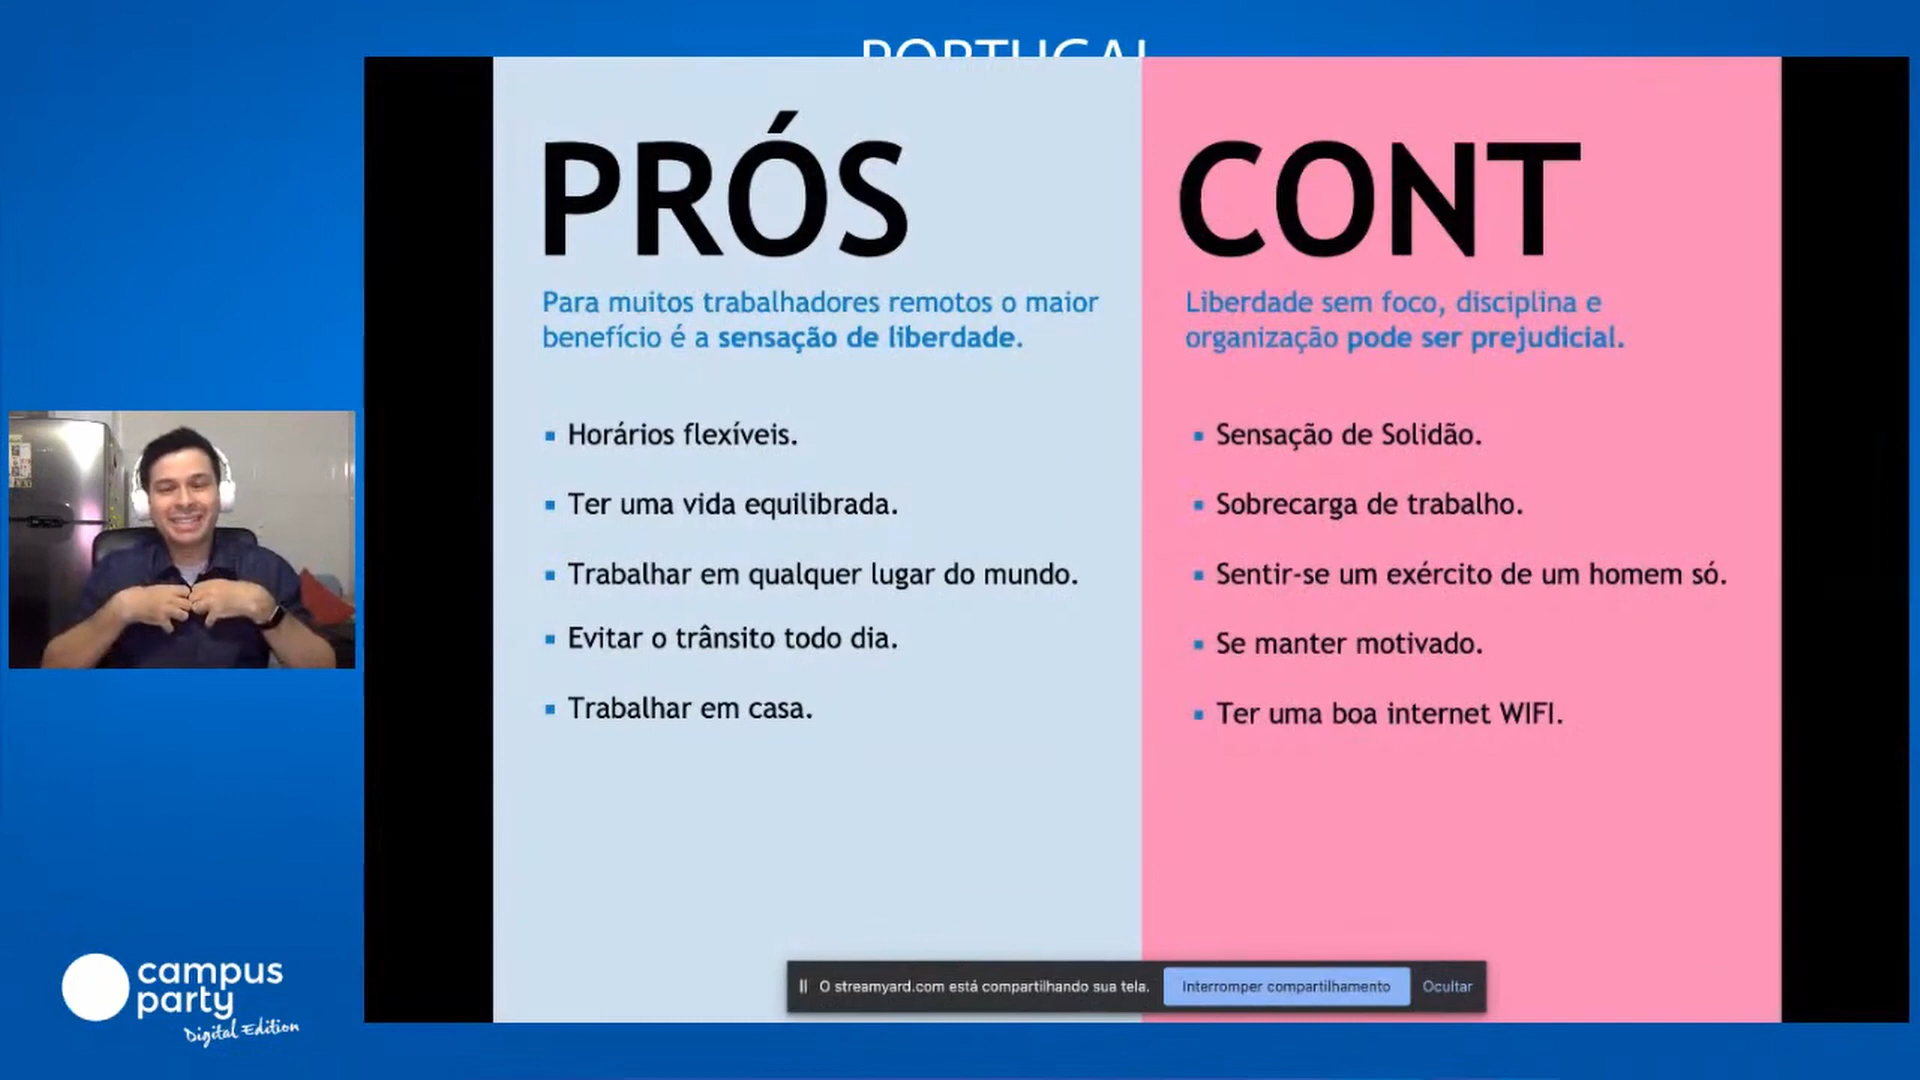 PORTUGAL
PRÓS
Para muitos trabalhadores remotos o maior
benefício é a sensação de liberdade.
▪ Horários flexíveis.
▪ Ter uma vida equilibrada.
▪ Trabalhar em qualquer lugar do mundo.
▪ Evitar o trânsito todo dia.
▪ Trabalhar em casa.
CONT
Liberdade sem foco, disciplina e
organização pode ser prejudicial.
▪ Sensação de Solidão.
▪ Sobrecarga de trabalho.
▪ Sentir-se um exército de um homem só.
▪ Se manter motivado.
▪ Ter uma boa internet WIFI.
O streamyard.com está compartilhando sua tela. Interromper compartilhamento Ocultar
campus
party
Digital Edition